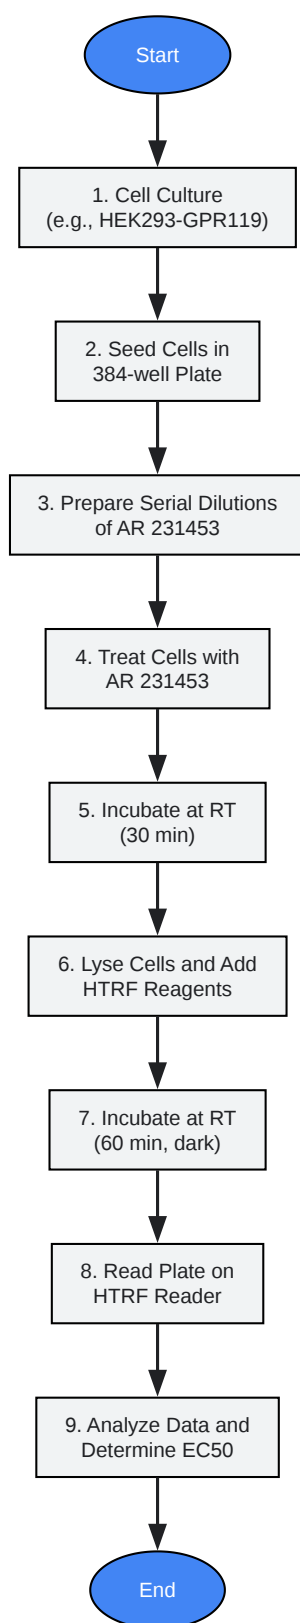 Start
1. Cell Culture
(e.g., HEK293-GPR119)
2. Seed Cells in
384-well Plate
3. Prepare Serial Dilutions
of AR 231453
4. Treat Cells with
AR 231453
5. Incubate at RT
(30 min)
6. Lyse Cells and Add
HTRF Reagents
7. Incubate at RT
(60 min, dark)
8. Read Plate on
HTRF Reader
9. Analyze Data and
Determine EC50
End